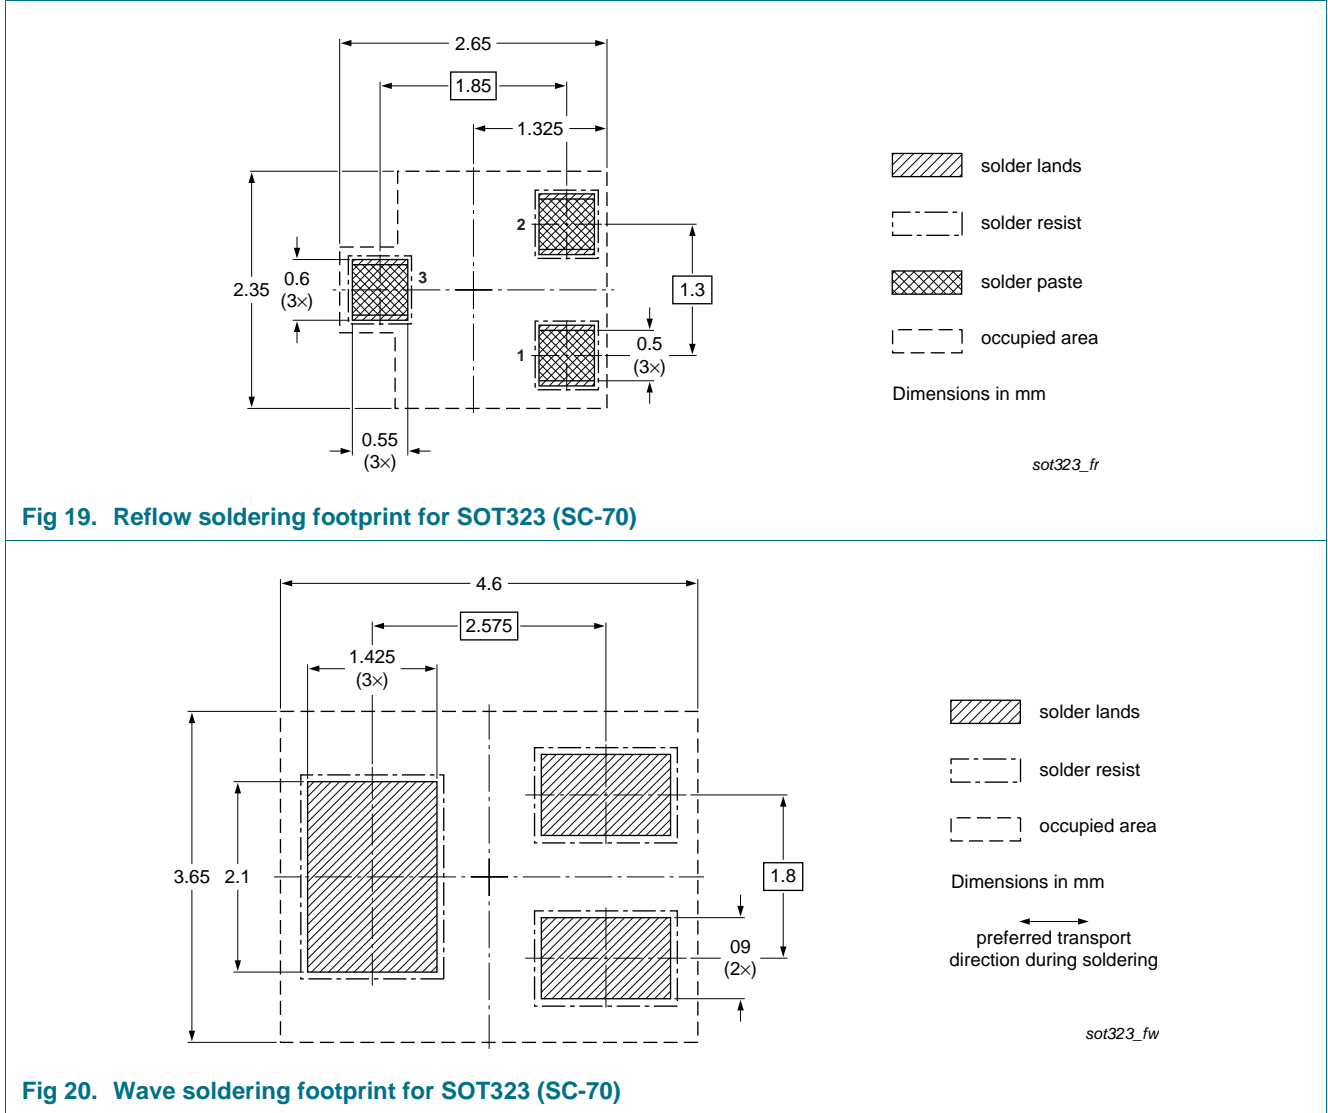 2.65
1.85
1.325
solder lands
2
solder resist
0.6
(3×)
3
2.35
1.3
solder paste
1
0.5
(3×)
occupied area
Dimensions in mm
0.55
(3×)
sot323_fr
Fig 19. Reflow soldering footprint for SOT323 (SC-70)
4.6
2.575
1.425
(3×)
solder lands
solder resist
occupied area
3.65
2.1
1.8
Dimensions in mm
09
(2×)
preferred transport
direction during soldering
sot323_fw
Fig 20. Wave soldering footprint for SOT323 (SC-70)